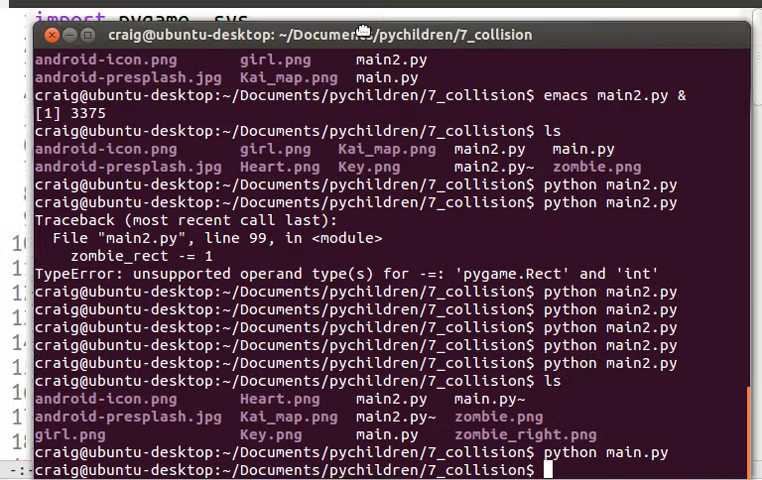 import pygame, sys
craig@ubuntu-desktop: ~/Documents/pychildren/7_collision
android-icon.png girl.png main2.py
android-presplash.jpg Kai_map.png main.py
craig@ubuntu-desktop:~/Documents/pychildren/7_collision$ emacs main2.py &
[1] 3375
craig@ubuntu-desktop:~/Documents/pychildren/7_collision$ ls
android-icon.png girl.png Kai_map.png main2.py main.py
android-presplash.jpg Heart.png Key.png main2.py~ zombie.png
craig@ubuntu-desktop:~/Documents/pychildren/7_collision$ python main2.py
craig@ubuntu-desktop:~/Documents/pychildren/7_collision$ python main2.py
Traceback (most recent call last):
File "main2.py", line 99, in <module>
zombie_rect -= 1
TypeError: unsupported operand type(s) for -=: 'pygame.Rect' and 'int'
craig@ubuntu-desktop:~/Documents/pychildren/7_collision$ python main2.py
craig@ubuntu-desktop:~/Documents/pychildren/7_collision$ python main2.py
craig@ubuntu-desktop:~/Documents/pychildren/7_collision$ python main2.py
craig@ubuntu-desktop:~/Documents/pychildren/7_collision$ python main2.py
craig@ubuntu-desktop:~/Documents/pychildren/7_collision$ python main2.py
craig@ubuntu-desktop:~/Documents/pychildren/7_collision$ ls
android-icon.png Heart.png main2.py main.py~
android-presplash.jpg Kai_map.png main2.py~ zombie.png
girl.png Key.png main.py zombie_right.png
craig@ubuntu-desktop:~/Documents/pychildren/7_collision$ python main.py
craig@ubuntu-desktop:~/Documents/pychildren/7_collision$